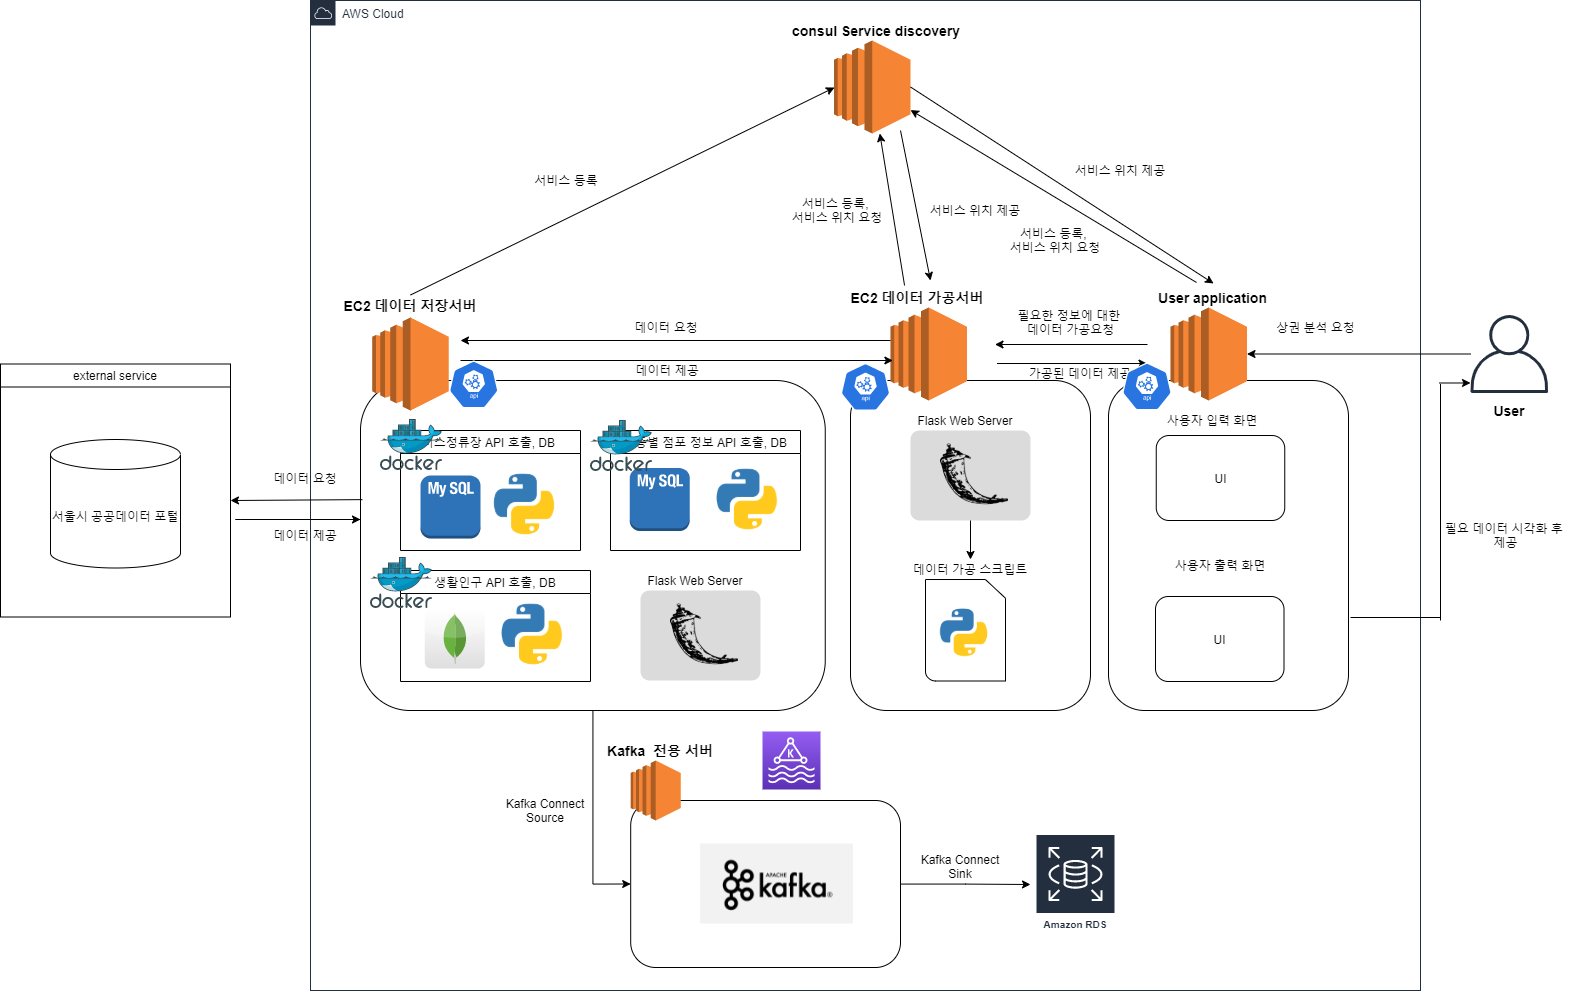 AWS Cloud
consul Service discovery
서비스 등록
서비스 위치 제공
서비스 등록,
서비스 위치 요청
서비스 위치 제공
서비스 등록,
서비스 위치 요청
EC2 데이터 저장서버
EC2 데이터 가공서버
User application
데이터 요청
필요한 정보에 대한
데이터 가공요청
상권 분석 요청
데이터 제공
가공된 데이터 제공
api
api
api
external service
서울시 공공데이터 포털
데이터 요청
데이터 제공
User
docker
스정류장 API 호출, DB
My SQL
docker
별 점포 정보 API 호출, DB
My SQL
docker
생활인구 API 호출, DB
Flask Web Server
Flask Web Server
데이터 가공 스크립트
사용자 입력 화면
UI
사용자 출력 화면
UI
필요 데이터 시각화 후
제공
Kafka 전용 서버
K
Kafka Connect
Source
APACHE
kafka®
Kafka Connect
Sink
Amazon RDS